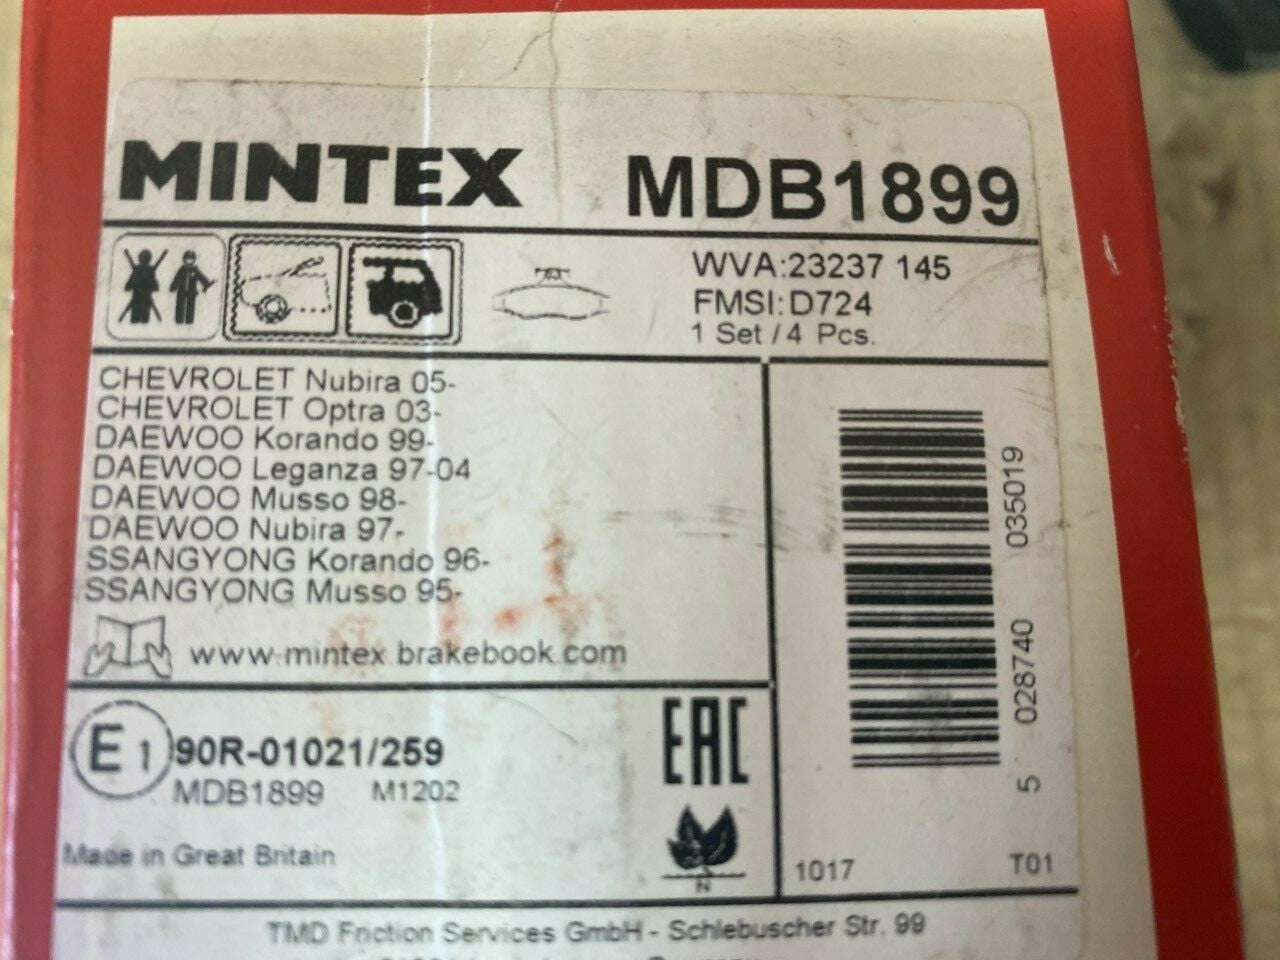 MINTEX MDB1899
WVA:23237 145
FMSI:D724
1 Set / 4 Pcs.
CHEVROLET Nubira 05-
CHEVROLET Optra 03-
DAEWOO Korando 99-
DAEWOO Leganza 97-04
DAEWOO Musso 98-
DAEWOO Nubira 97-
SSANGYONG Korando 96-
SSANGYONG Musso 95-
www.mintex.brakebook.com
5 028740 035019
E1 90R-01021/259
MDB1899 M1202
EAC
Made in Great Britain
N
1017 T01
TMD Friction Services GmbH - Schlebuscher Str. 99